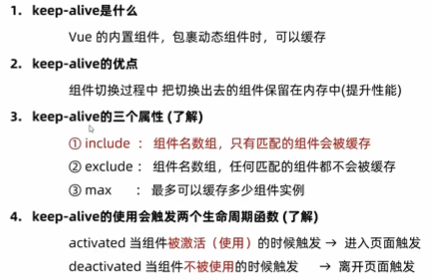 1. keep-alive是什么
Vue 的内置组件，包裹动态组件时，可以缓存
2. keep-alive的优点
组件切换过程中 把切换出去的组件保留在内存中(提升性能)
3. keep-alive的三个属性 (了解)
① include ： 组件名数组，只有匹配的组件会被缓存
② exclude ： 组件名数组，任何匹配的组件都不会被缓存
③ max ： 最多可以缓存多少组件实例
4. keep-alive的使用会触发两个生命周期函数 (了解)
activated 当组件被激活（使用）的时候触发 → 进入页面触发
deactivated 当组件不被使用的时候触发 → 离开页面触发